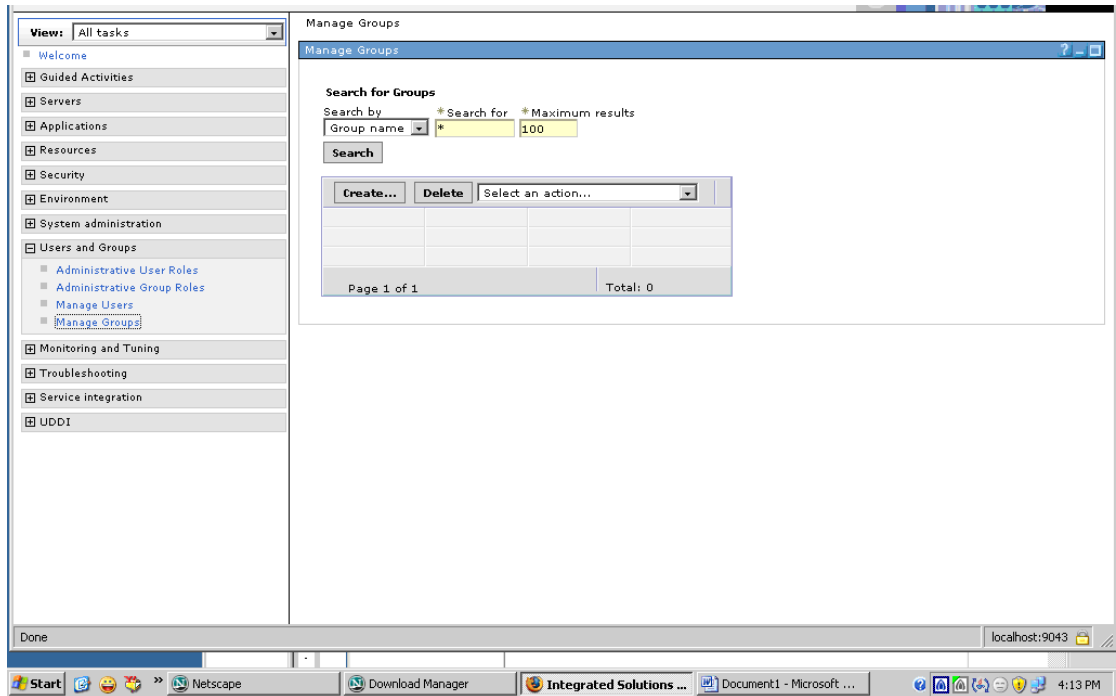 View: All tasks
Welcome
Guided Activities
Servers
Applications
Resources
Security
Environment
System administration
Users and Groups
Administrative User Roles
Administrative Group Roles
Manage Users
Manage Groups
Monitoring and Tuning
Troubleshooting
Service integration
UDDI
Manage Groups
Manage Groups ? –
Search for Groups
Search by * Search for * Maximum results
Group name * 100
Search
Create... Delete Select an action...
Page 1 of 1 Total: 0
Done localhost:9043
Start » Netscape Download Manager Integrated Solutions ... Document1 - Microsoft ... 4:13 PM